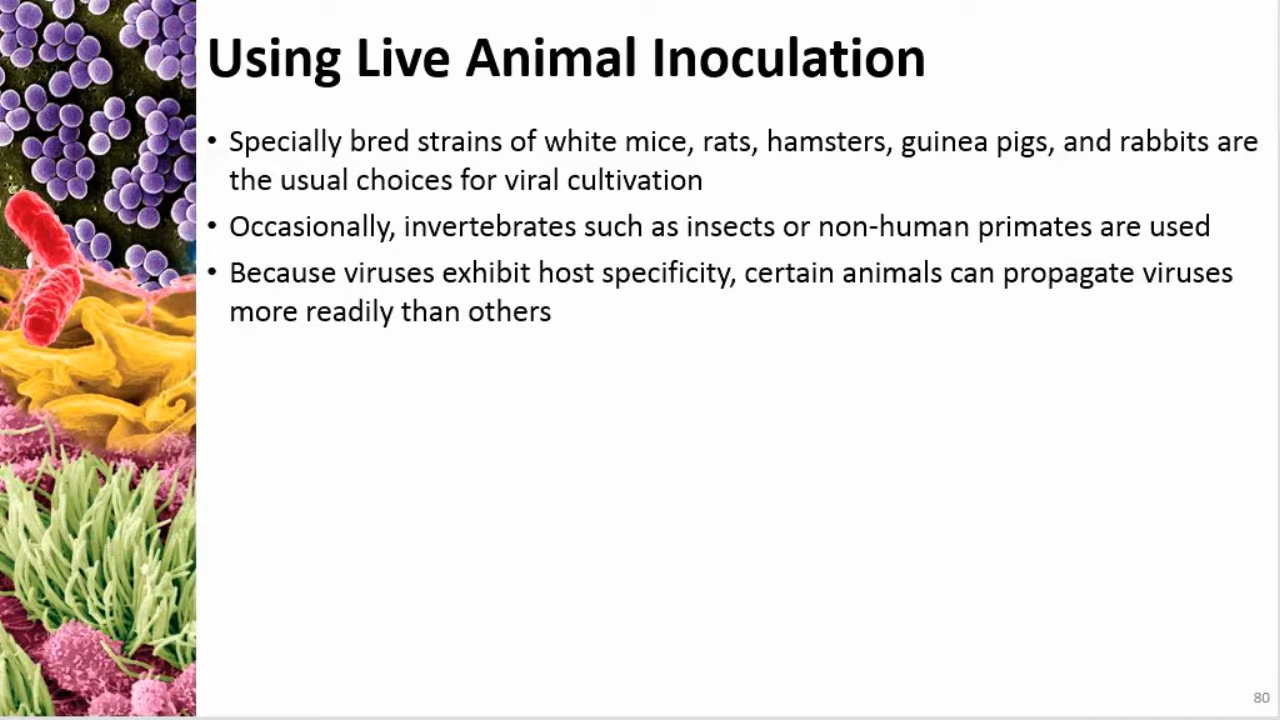 Using Live Animal Inoculation
• Specially bred strains of white mice, rats, hamsters, guinea pigs, and rabbits are
the usual choices for viral cultivation
• Occasionally, invertebrates such as insects or non-human primates are used
• Because viruses exhibit host specificity, certain animals can propagate viruses
more readily than others
80